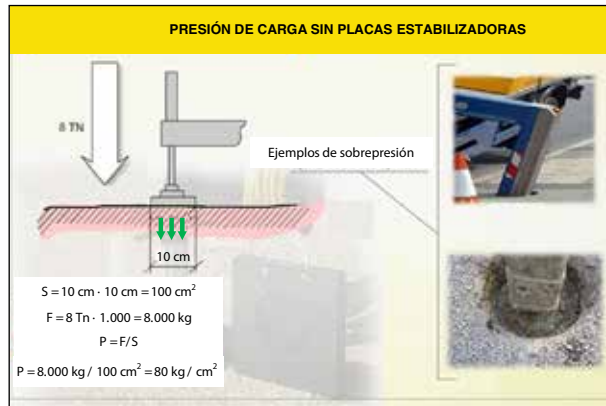 PRESIÓN DE CARGA SIN PLACAS ESTABILIZADORAS
8 TN
Ejemplos de sobrepresión
10 cm
S = 10 cm · 10 cm = 100 cm²
F = 8 Tn · 1.000 = 8.000 kg
P = F/S
P = 8.000 kg / 100 cm² = 80 kg / cm²